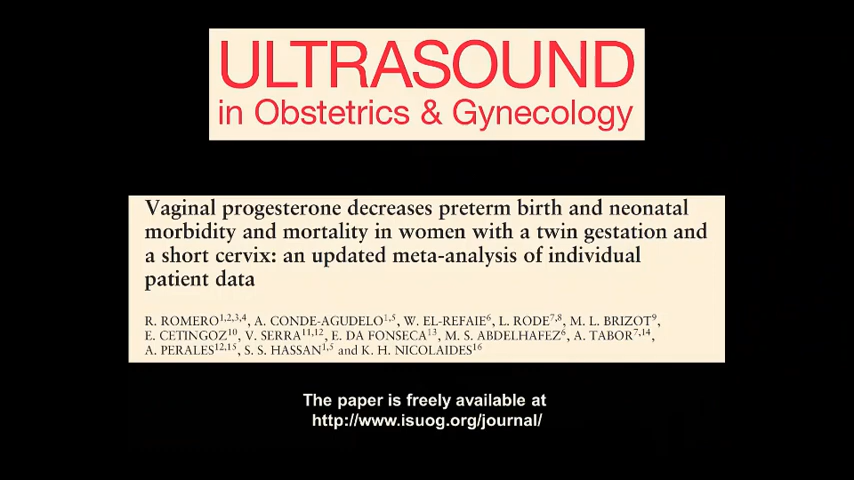 ULTRASOUND
in Obstetrics & Gynecology
Vaginal progesterone decreases preterm birth and neonatal
morbidity and mortality in women with a twin gestation and
a short cervix: an updated meta-analysis of individual
patient data
R. ROMERO1,2,3,4, A. CONDE-AGUDELO1,5, W. EL-REFAIE6, L. RODE7,8, M. L. BRIZOT9,
E. CETINGOZ10, V. SERRA11,12, E. DA FONSECA13, M. S. ABDELHAFEZ6, A. TABOR7,14,
A. PERALES12,15, S. S. HASSAN1,5 and K. H. NICOLAIDES16
The paper is freely available at
http://www.isuog.org/journal/